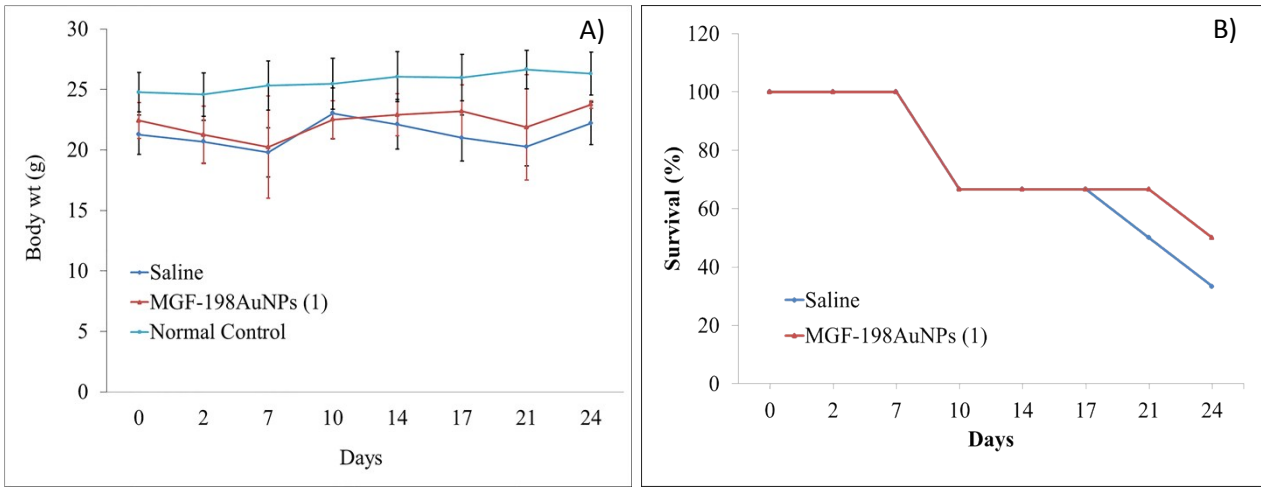 A)
30
25
20
15
10
5
0
Body wt (g)
Saline
MGF-198AuNPs (1)
Normal Control
0 2 7 10 14 17 21 24
Days
B)
120
100
80
60
40
20
0
Survival (%)
Saline
MGF-198AuNPs (1)
0 2 7 10 14 17 21 24
Days